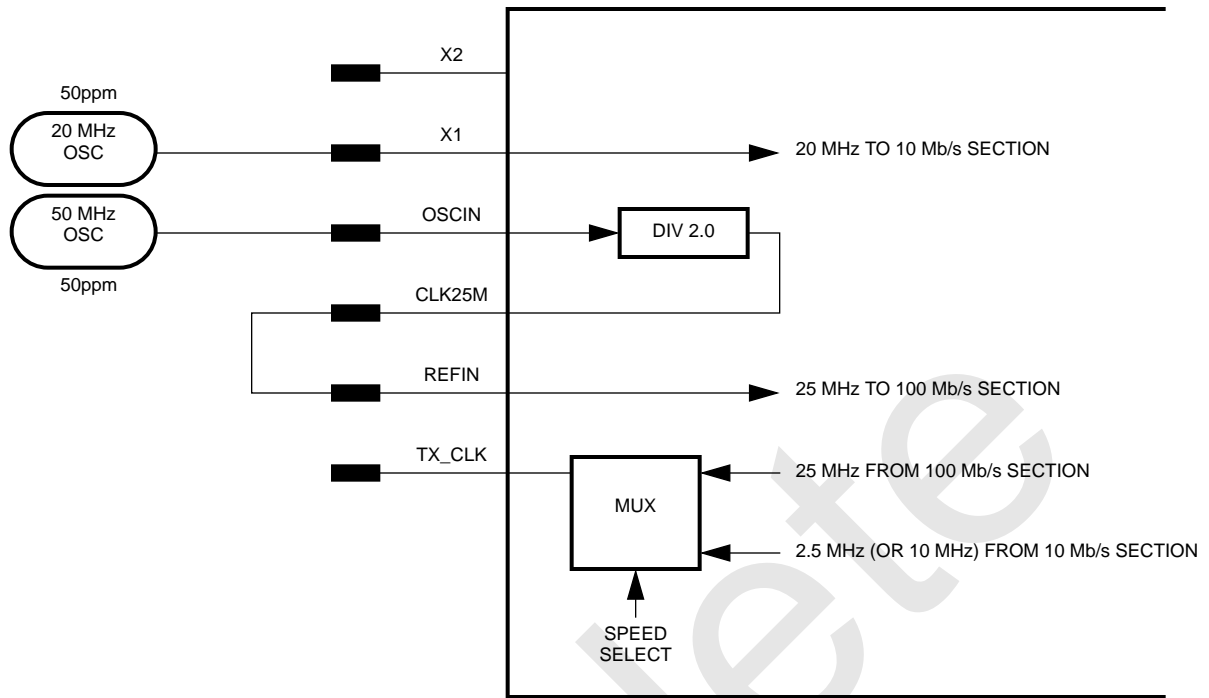 X2
50ppm
20 MHz
OSC
X1
20 MHz TO 10 Mb/s SECTION
50 MHz
OSC
OSCIN
DIV 2.0
50ppm
CLK25M
REFIN
25 MHz TO 100 Mb/s SECTION
TX_CLK
25 MHz FROM 100 Mb/s SECTION
MUX
2.5 MHz (OR 10 MHz) FROM 10 Mb/s SECTION
SPEED
SELECT
lete